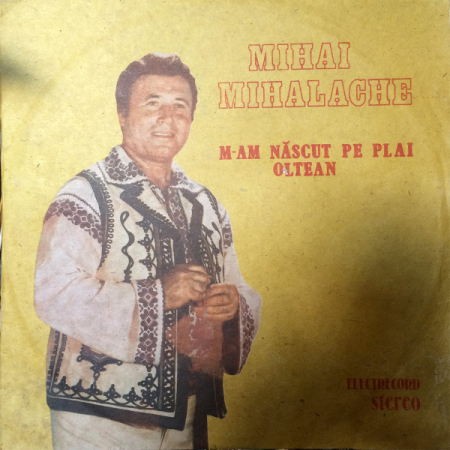 MIHAI
MIHALACHE
M-AM NĂSCUT PE PLAI
OLTEAN
ELECTRECORD
stereo